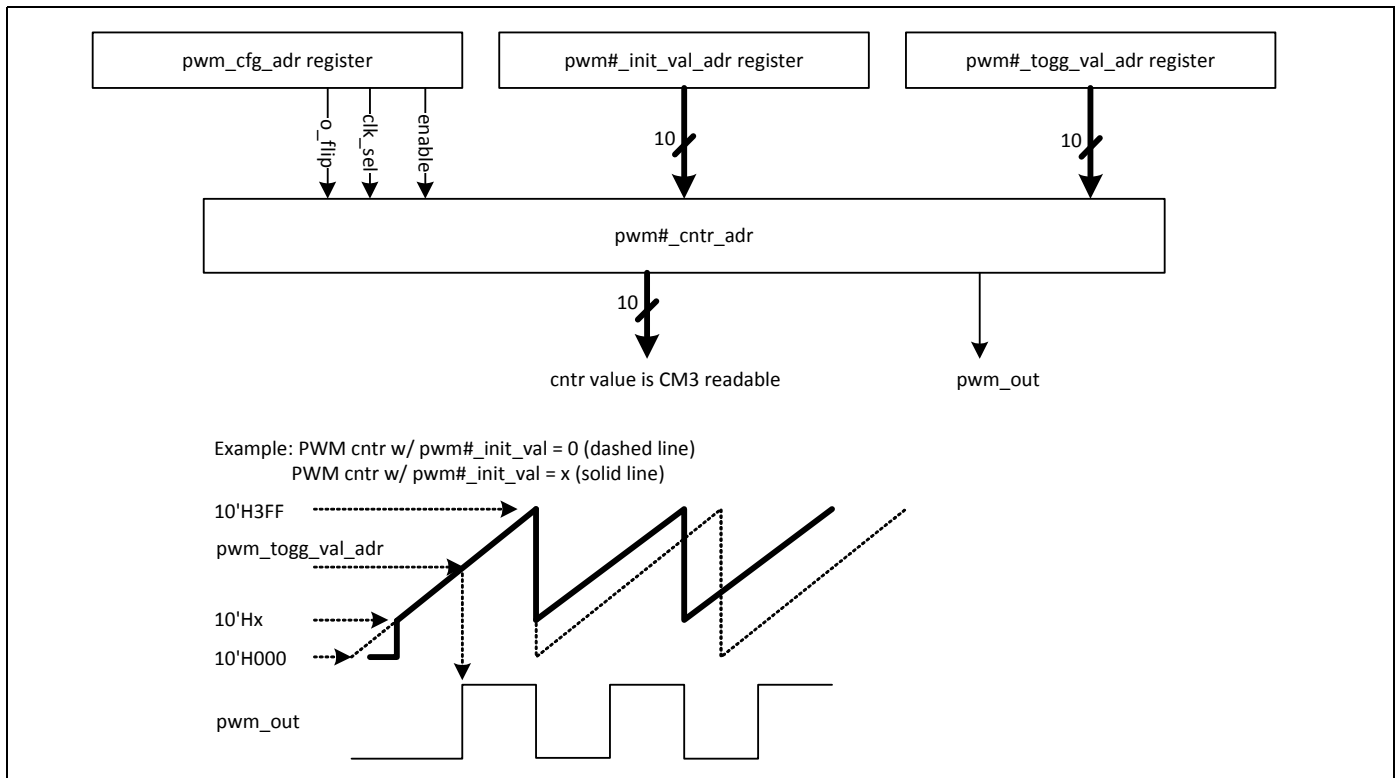 pwm_cfg_adr register
pwm#_init_val_adr register
pwm#_togg_val_adr register
o_flip
clk_sel
enable
10
10
pwm#_cntr_adr
10
cntr value is CM3 readable
pwm_out
Example: PWM cntr w/ pwm#_init_val = 0 (dashed line)
PWM cntr w/ pwm#_init_val = x (solid line)
10'H3FF
pwm_togg_val_adr
10'Hx
10'H000
pwm_out